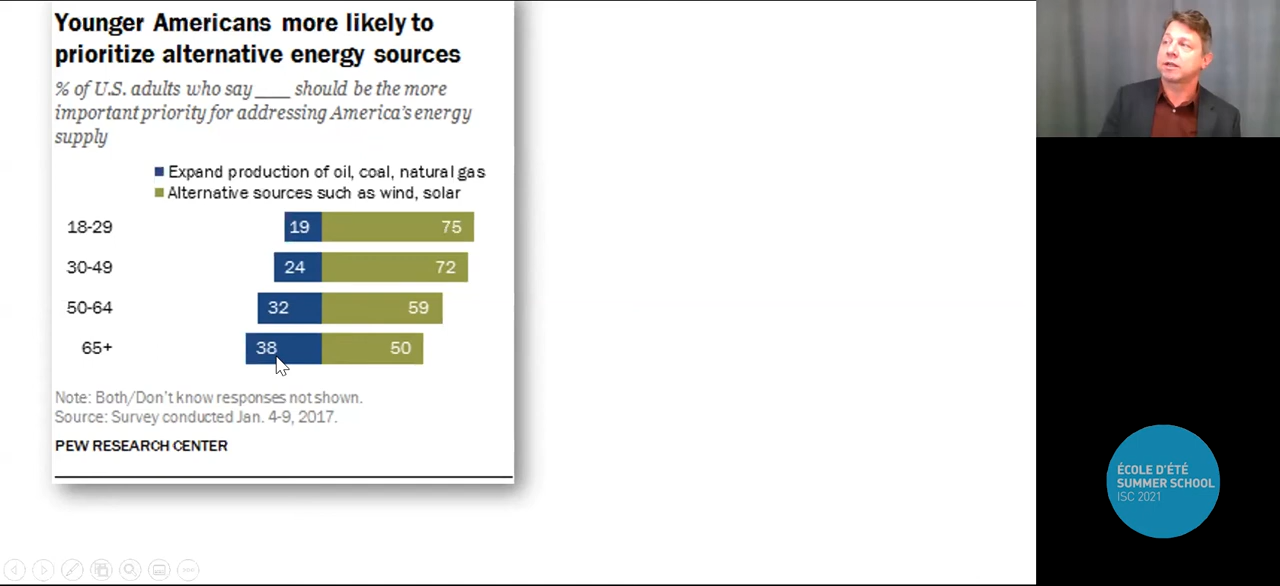 Younger Americans more likely to
prioritize alternative energy sources
% of U.S. adults who say ____ should be the more
important priority for addressing America's energy
supply
Expand production of oil, coal, natural gas
Alternative sources such as wind, solar
18-29 19 75
30-49 24 72
50-64 32 59
65+ 38 50
Note: Both/Don't know responses not shown.
Source: Survey conducted Jan. 4-9, 2017.
PEW RESEARCH CENTER
ÉCOLE D'ÉTÉ
SUMMER SCHOOL
ISC 2021